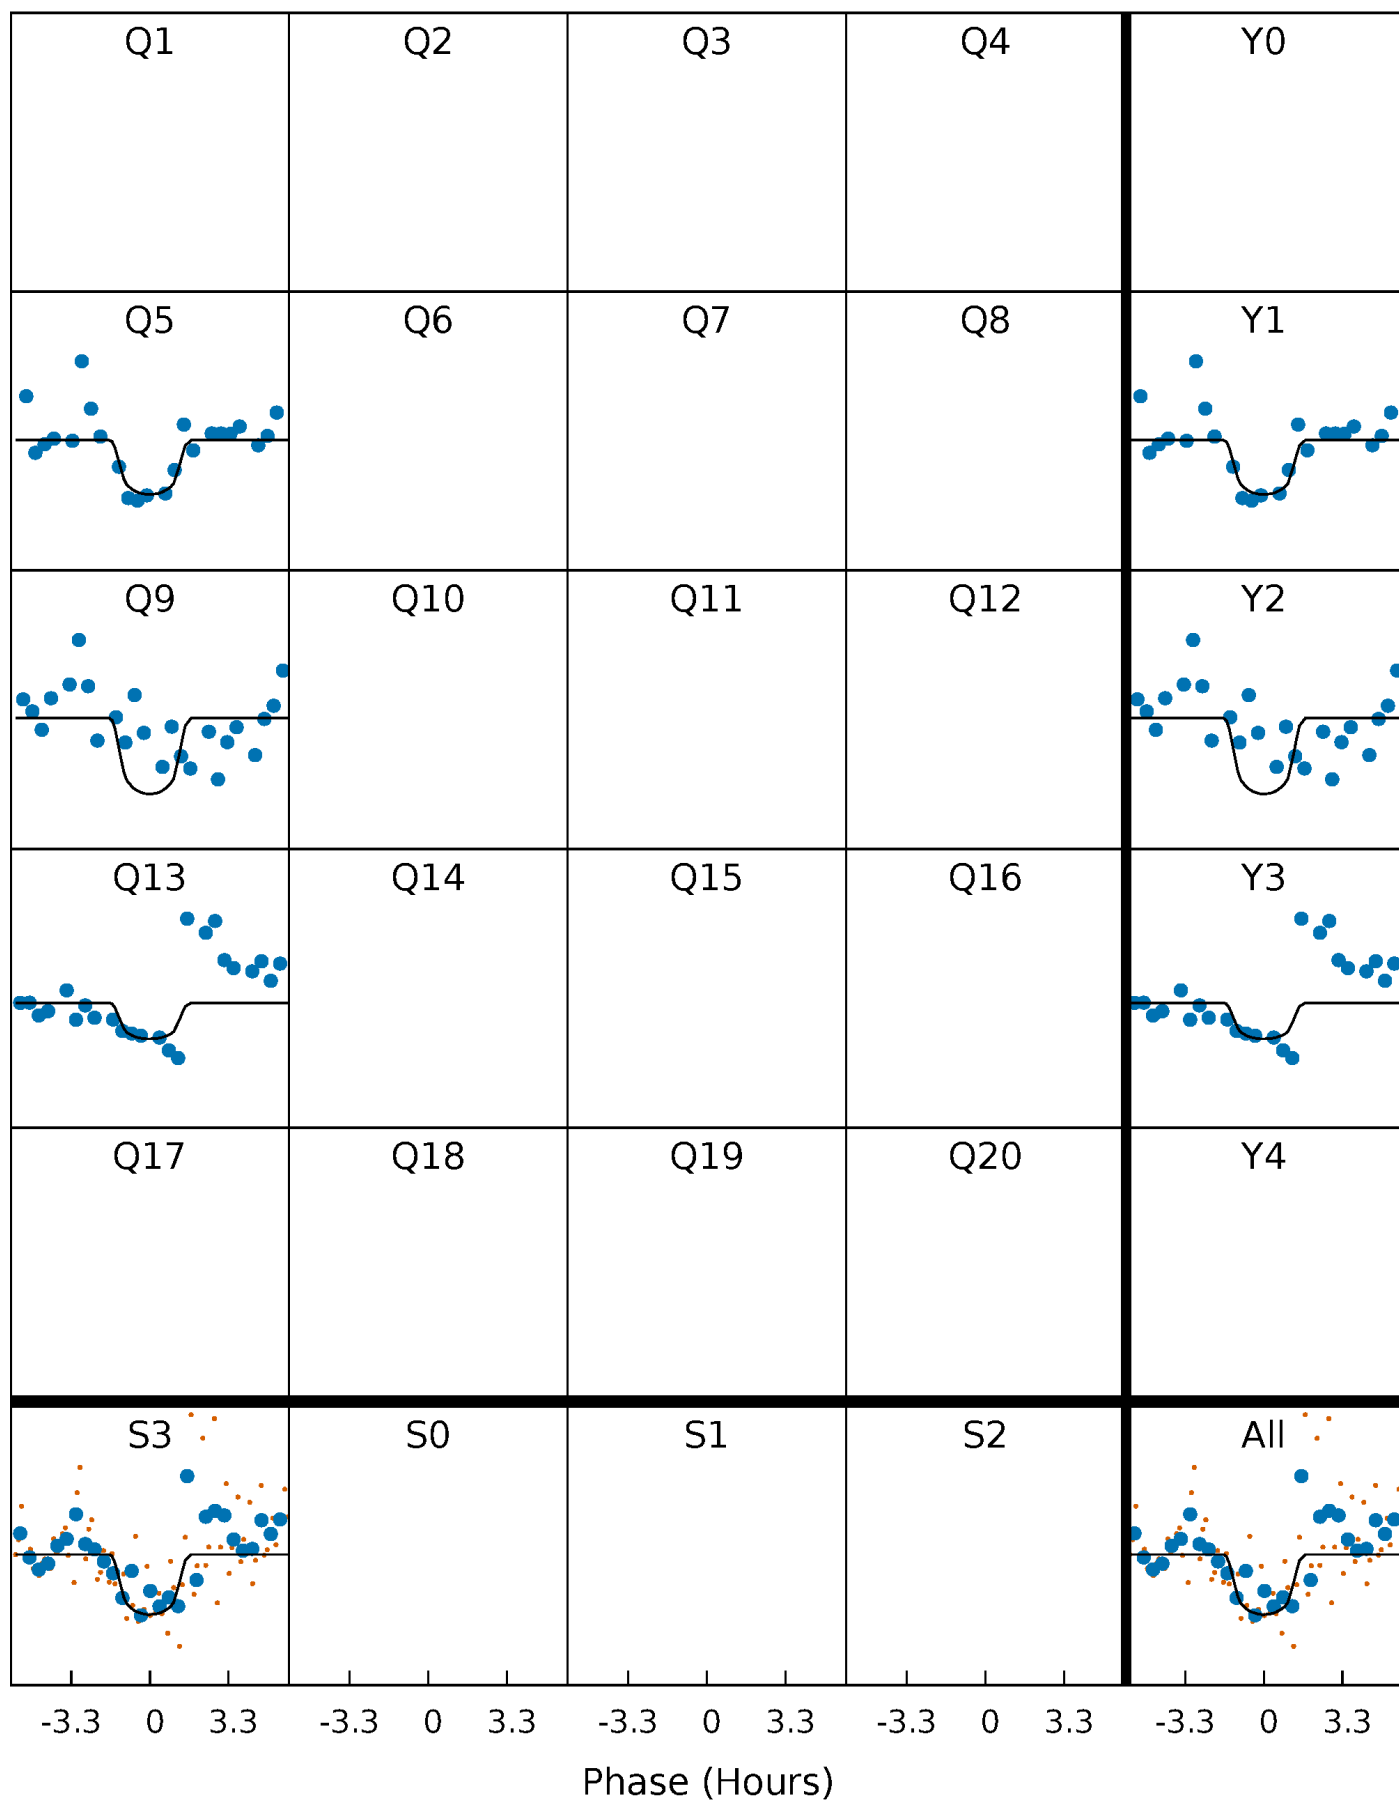 Q1 Q2 Q3 Q4 Y0
Q5 Q6 Q7 Q8 Y1
Q9 Q10 Q11 Q12 Y2
Q13 Q14 Q15 Q16 Y3
Q17 Q18 Q19 Q20 Y4
S3 S0 S1 S2 All
-3.3 0 3.3 -3.3 0 3.3 -3.3 0 3.3 -3.3 0 3.3 -3.3 0 3.3
Phase (Hours)